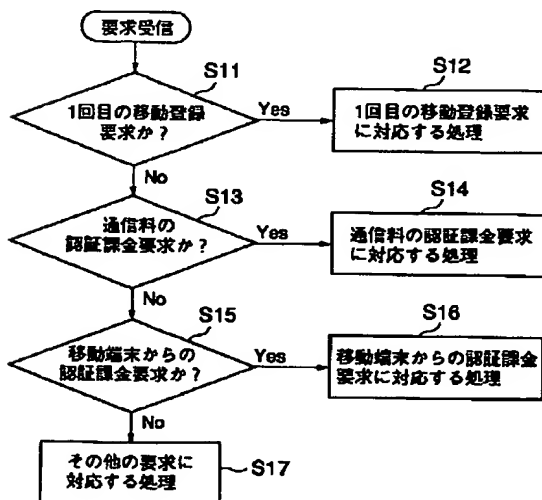 要求受信
S11
1回目の移動登録
要求か？
Yes
S12
1回目の移動登録要求
に対応する処理
No
S13
通信料の
認証課金要求か？
Yes
S14
通信料の認証課金要求
に対応する処理
No
S15
移動端末からの
認証課金要求か？
Yes
S16
移動端末からの認証課金
要求に対応する処理
No
その他の要求に
対応する処理
S17